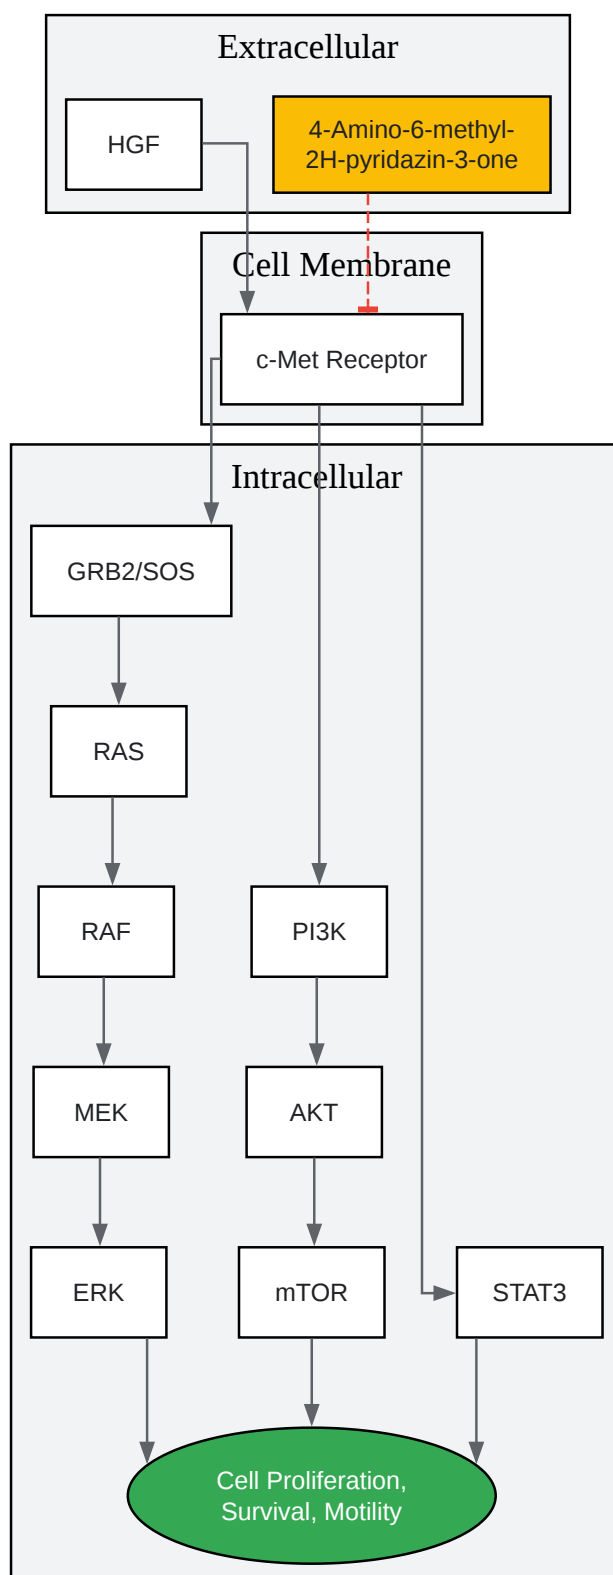 Extracellular
HGF
4-Amino-6-methyl-
2H-pyridazin-3-one
Cell Membrane
c-Met Receptor
Intracellular
GRB2/SOS
RAS
RAF
PI3K
MEK
AKT
ERK
mTOR
STAT3
Cell Proliferation,
Survival, Motility